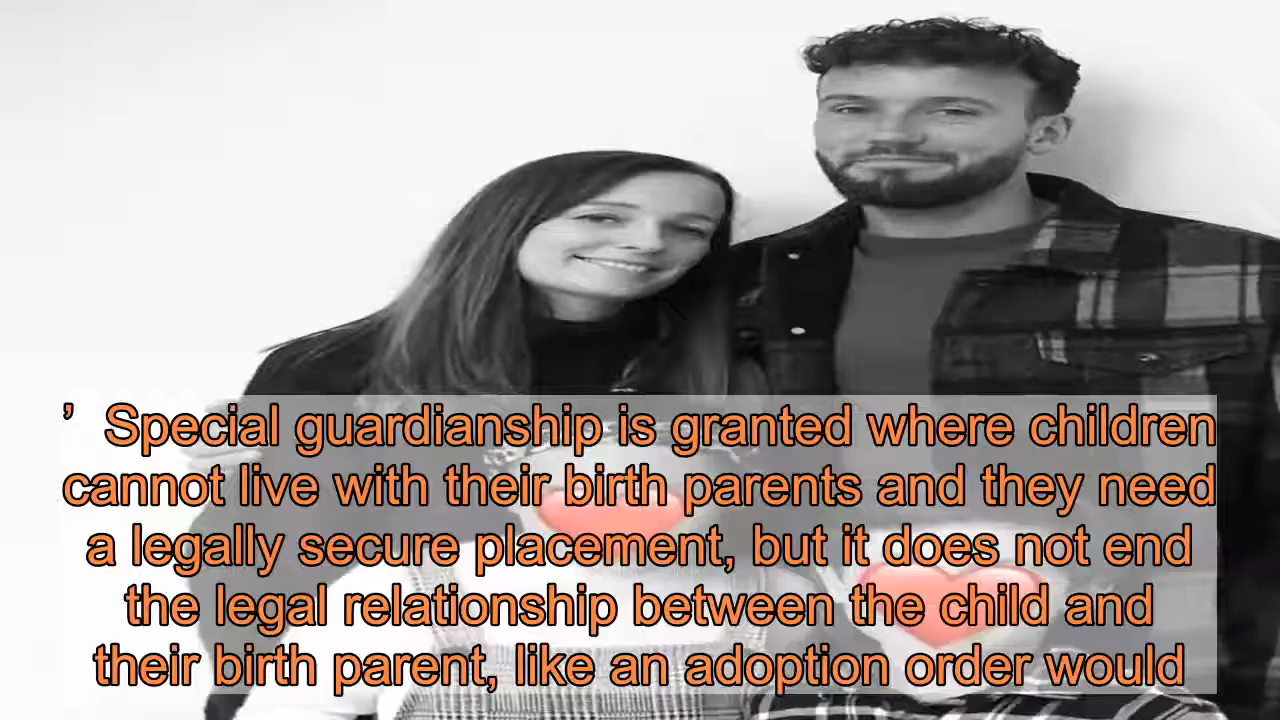 ’ Special guardianship is granted where children
cannot live with their birth parents and they need
a legally secure placement, but it does not end
the legal relationship between the child and
their birth parent, like an adoption order would